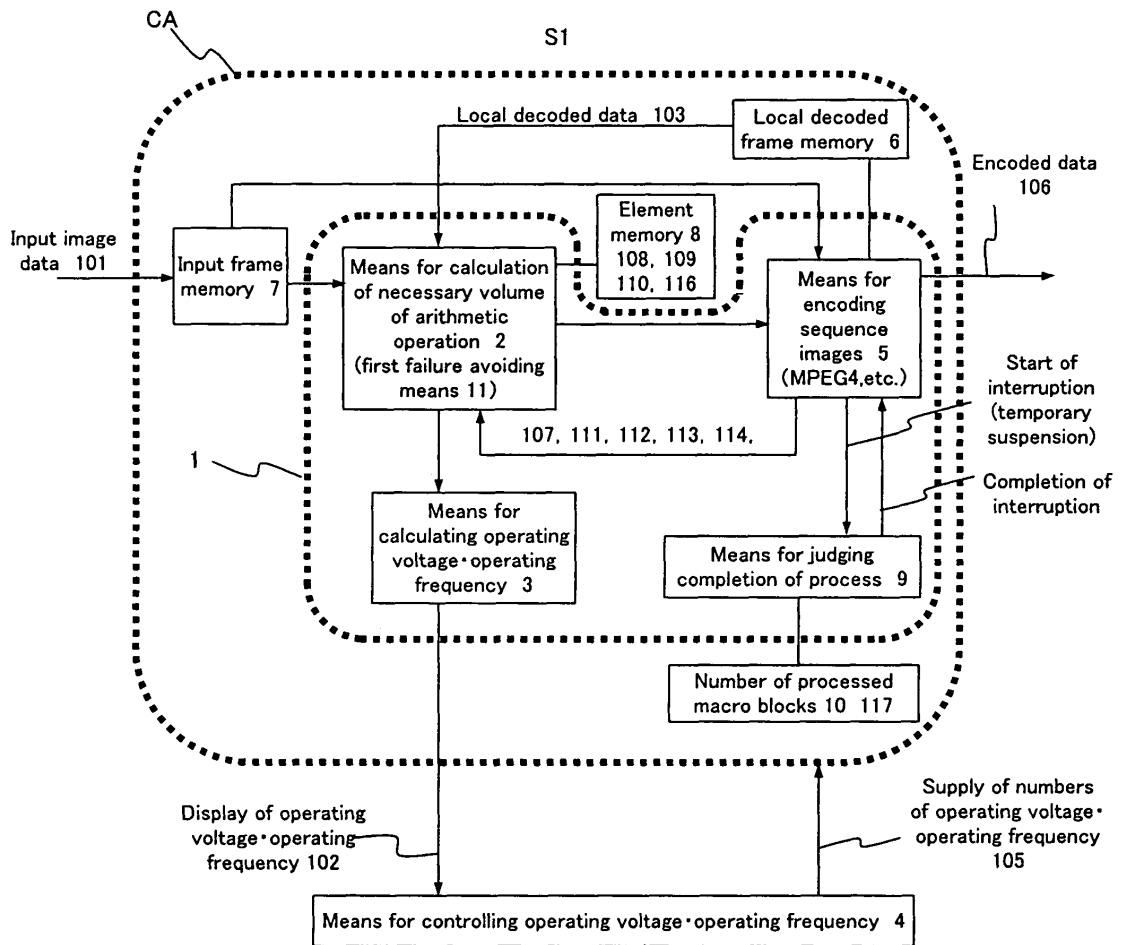 CA
S1
Local decoded data 103
Local decoded
frame memory 6
Encoded data
106
Input image
data 101
Input frame
memory 7
Element
memory 8
108, 109
110, 116
Means for calculation
of necessary volume
of arithmetic
operation 2
(first failure avoiding
means 11)
Means for
encoding
sequence
images 5
(MPEG4,etc.)
Start of
interruption
(temporary
suspension)
107, 111, 112, 113, 114,
1
Completion of
interruption
Means for
calculating operating
voltage・operating
frequency 3
Means for judging
completion of process 9
Number of processed
macro blocks 10 117
Display of operating
voltage・operating
frequency 102
Supply of numbers
of operating voltage・
operating frequency
105
Means for controlling operating voltage・operating frequency 4